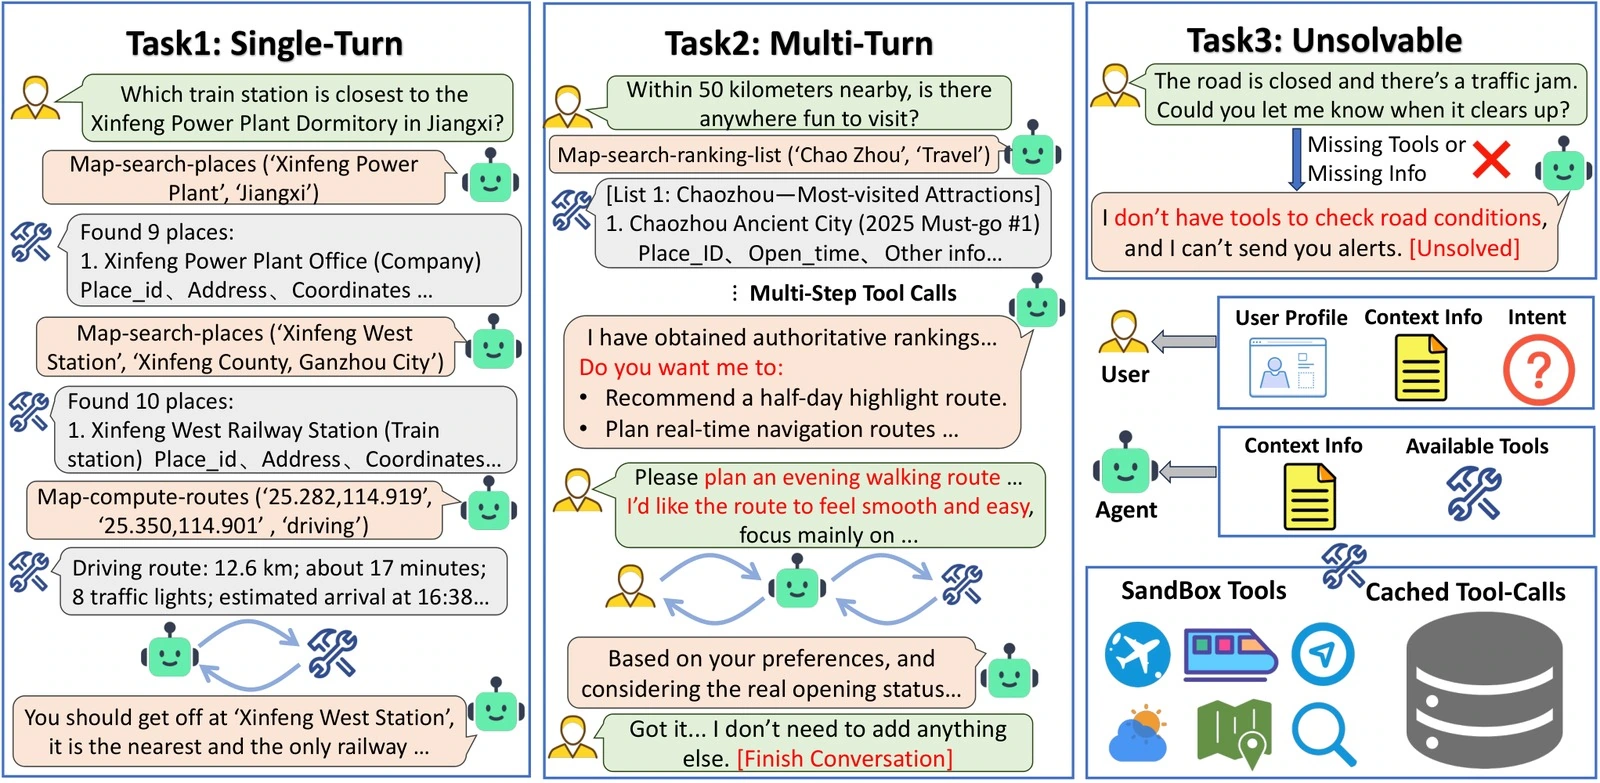 Task1: Single-Turn
Which train station is closest to the
Xinfeng Power Plant Dormitory in Jiangxi?
Map-search-places (‘Xinfeng Power
Plant’, ‘Jiangxi’)
Found 9 places:
1. Xinfeng Power Plant Office (Company)
Place_id、Address、Coordinates ...
Map-search-places (‘Xinfeng West
Station’, ‘Xinfeng County, Ganzhou City’)
Found 10 places:
1. Xinfeng West Railway Station (Train
station) Place_id、Address、Coordinates...
Map-compute-routes (‘25.282,114.919’,
‘25.350,114.901’ , ‘driving’)
Driving route: 12.6 km; about 17 minutes;
8 traffic lights; estimated arrival at 16:38...
You should get off at ‘Xinfeng West Station’,
it is the nearest and the only railway ...
Task2: Multi-Turn
Within 50 kilometers nearby, is there
anywhere fun to visit?
Map-search-ranking-list (‘Chao Zhou’, ‘Travel’)
[List 1: Chaozhou—Most-visited Attractions]
1. Chaozhou Ancient City (2025 Must-go #1)
Place_ID、Open_time、Other info...
⋮ Multi-Step Tool Calls
I have obtained authoritative rankings...
Do you want me to:
• Recommend a half-day highlight route.
• Plan real-time navigation routes ...
Please plan an evening walking route ...
I’d like the route to feel smooth and easy,
focus mainly on ...
Based on your preferences, and
considering the real opening status...
Got it... I don’t need to add anything
else. [Finish Conversation]
Task3: Unsolvable
The road is closed and there’s a traffic jam.
Could you let me know when it clears up?
Missing Tools or
Missing Info
I don’t have tools to check road conditions,
and I can’t send you alerts. [Unsolved]
User Profile Context Info Intent
User
Context Info Available Tools
Agent
SandBox Tools Cached Tool-Calls